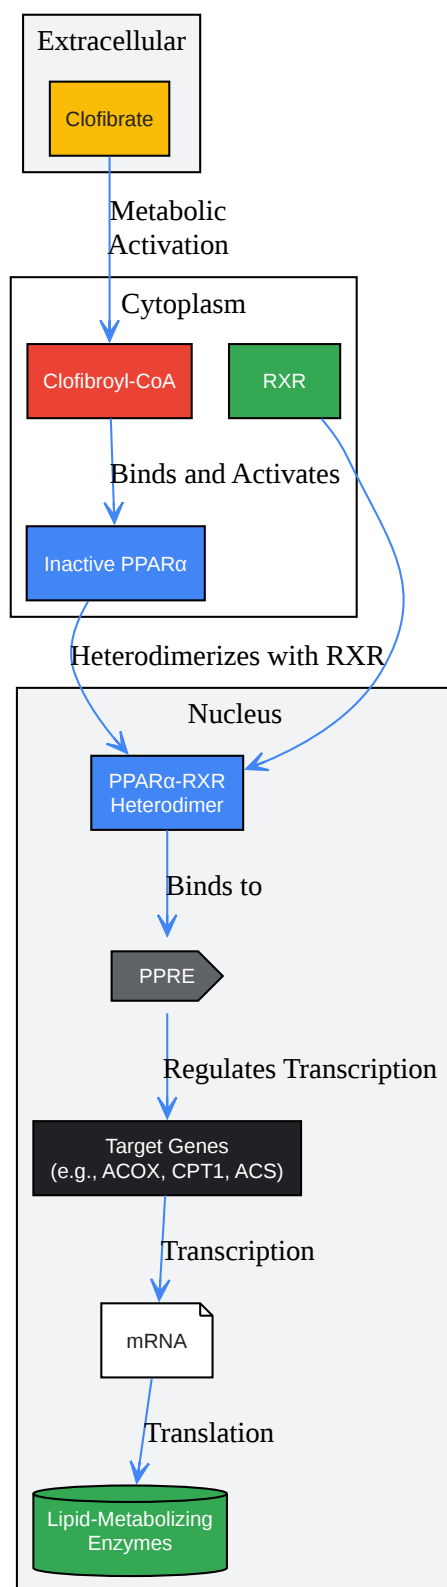 Extracellular
Clofibrate
Metabolic
Activation
Cytoplasm
Clofibroyl-CoA
RXR
Binds and Activates
Inactive PPARα
Heterodimerizes with RXR
Nucleus
PPARα-RXR
Heterodimer
Binds to
PPRE
Regulates Transcription
Target Genes
(e.g., ACOX, CPT1, ACS)
Transcription
mRNA
Translation
Lipid-Metabolizing
Enzymes